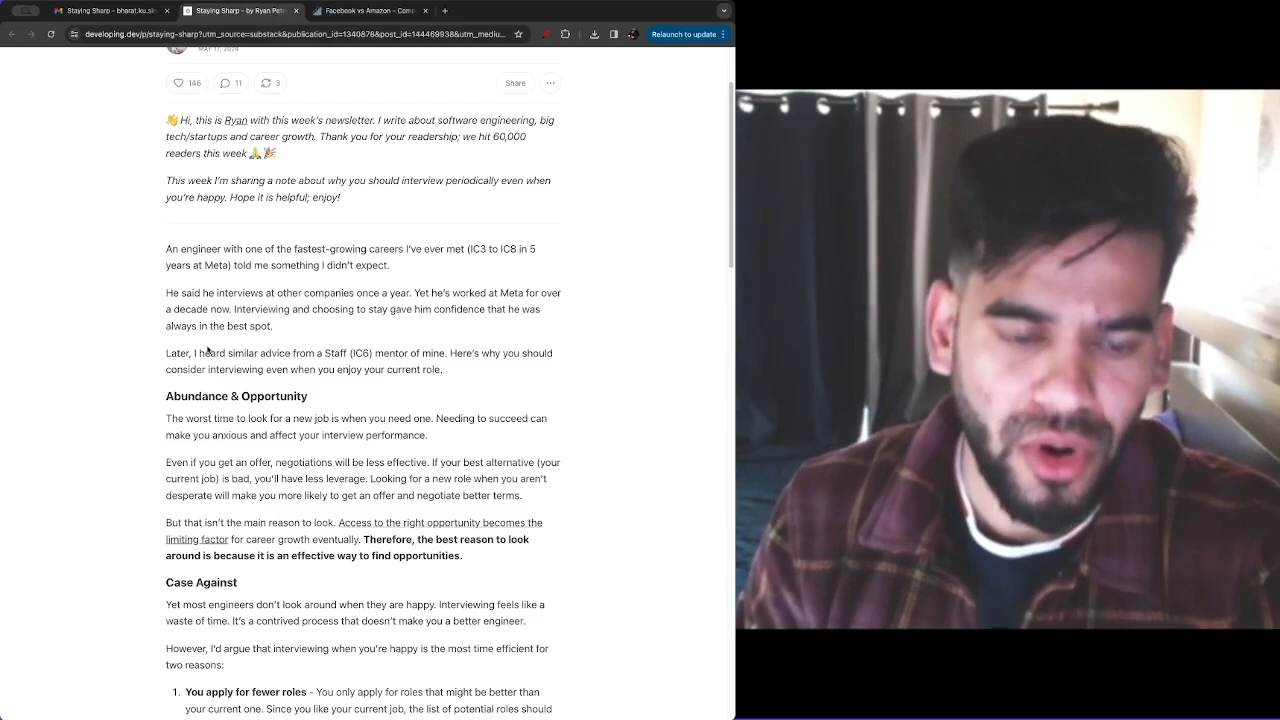 Staying Sharp - bharat.ku.sin
Staying Sharp - by Ryan Pete
Facebook vs Amazon – Comp
developing.dev/p/staying-sharp?utm_source=substack&publication_id=1340878&post_id=144469938&utm_mediu...
Relaunch to update
MAY 17, 2024
146
11
3
Share
👋 Hi, this is Ryan with this week's newsletter. I write about software engineering, big
tech/startups and career growth. Thank you for your readership; we hit 60,000
readers this week 🙏 🎉
This week I'm sharing a note about why you should interview periodically even when
you're happy. Hope it is helpful; enjoy!
An engineer with one of the fastest-growing careers I've ever met (IC3 to IC8 in 5
years at Meta) told me something I didn't expect.
He said he interviews at other companies once a year. Yet he's worked at Meta for over
a decade now. Interviewing and choosing to stay gave him confidence that he was
always in the best spot.
Later, I heard similar advice from a Staff (IC6) mentor of mine. Here's why you should
consider interviewing even when you enjoy your current role.
Abundance & Opportunity
The worst time to look for a new job is when you need one. Needing to succeed can
make you anxious and affect your interview performance.
Even if you get an offer, negotiations will be less effective. If your best alternative (your
current job) is bad, you'll have less leverage. Looking for a new role when you aren't
desperate will make you more likely to get an offer and negotiate better terms.
But that isn't the main reason to look. Access to the right opportunity becomes the
limiting factor for career growth eventually. Therefore, the best reason to look
around is because it is an effective way to find opportunities.
Case Against
Yet most engineers don't look around when they are happy. Interviewing feels like a
waste of time. It's a contrived process that doesn't make you a better engineer.
However, I'd argue that interviewing when you're happy is the most time efficient for
two reasons:
1. You apply for fewer roles - You only apply for roles that might be better than
your current one. Since you like your current job, the list of potential roles should